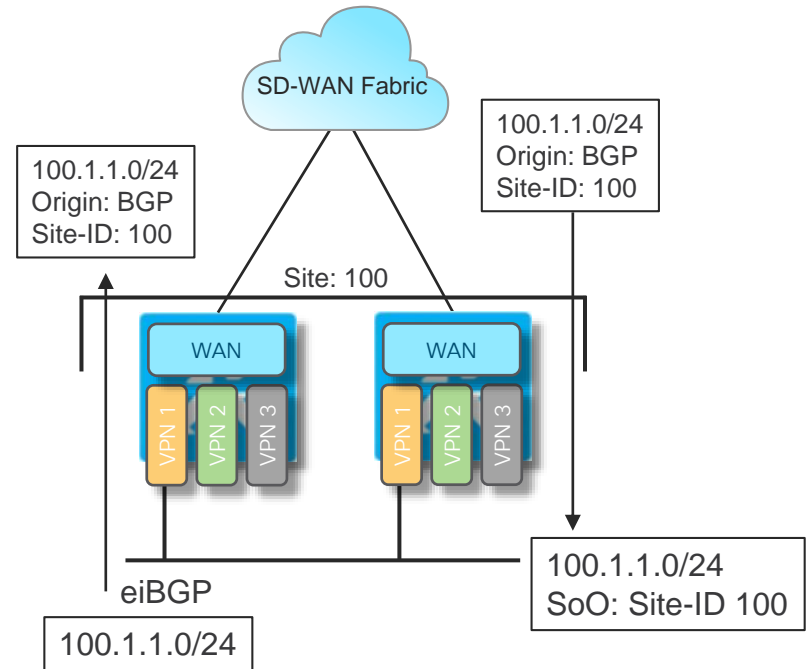 SD-WAN Fabric
100.1.1.0/24
Origin: BGP
Site-ID: 100
100.1.1.0/24
Origin: BGP
Site-ID: 100
Site: 100
WAN
WAN
VPN 1
VPN 2
VPN 3
VPN 1
VPN 2
VPN 3
eiBGP
100.1.1.0/24
100.1.1.0/24
SoO: Site-ID 100